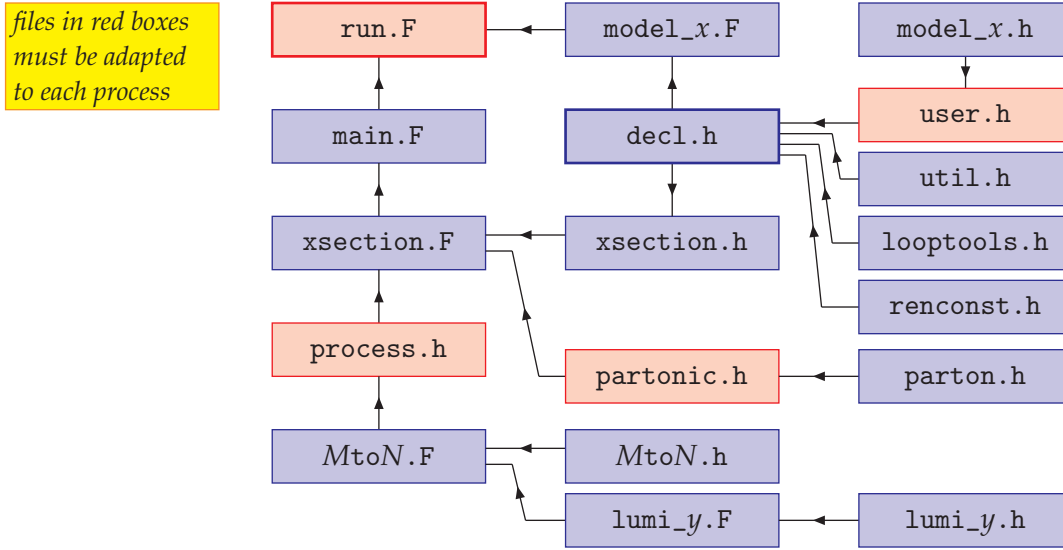 files in red boxes
must be adapted
to each process
run.F
model_x.F
model_x.h
main.F
decl.h
user.h
util.h
xsection.F
xsection.h
looptools.h
renconst.h
process.h
partonic.h
parton.h
MtoN.F
MtoN.h
lumi_y.F
lumi_y.h